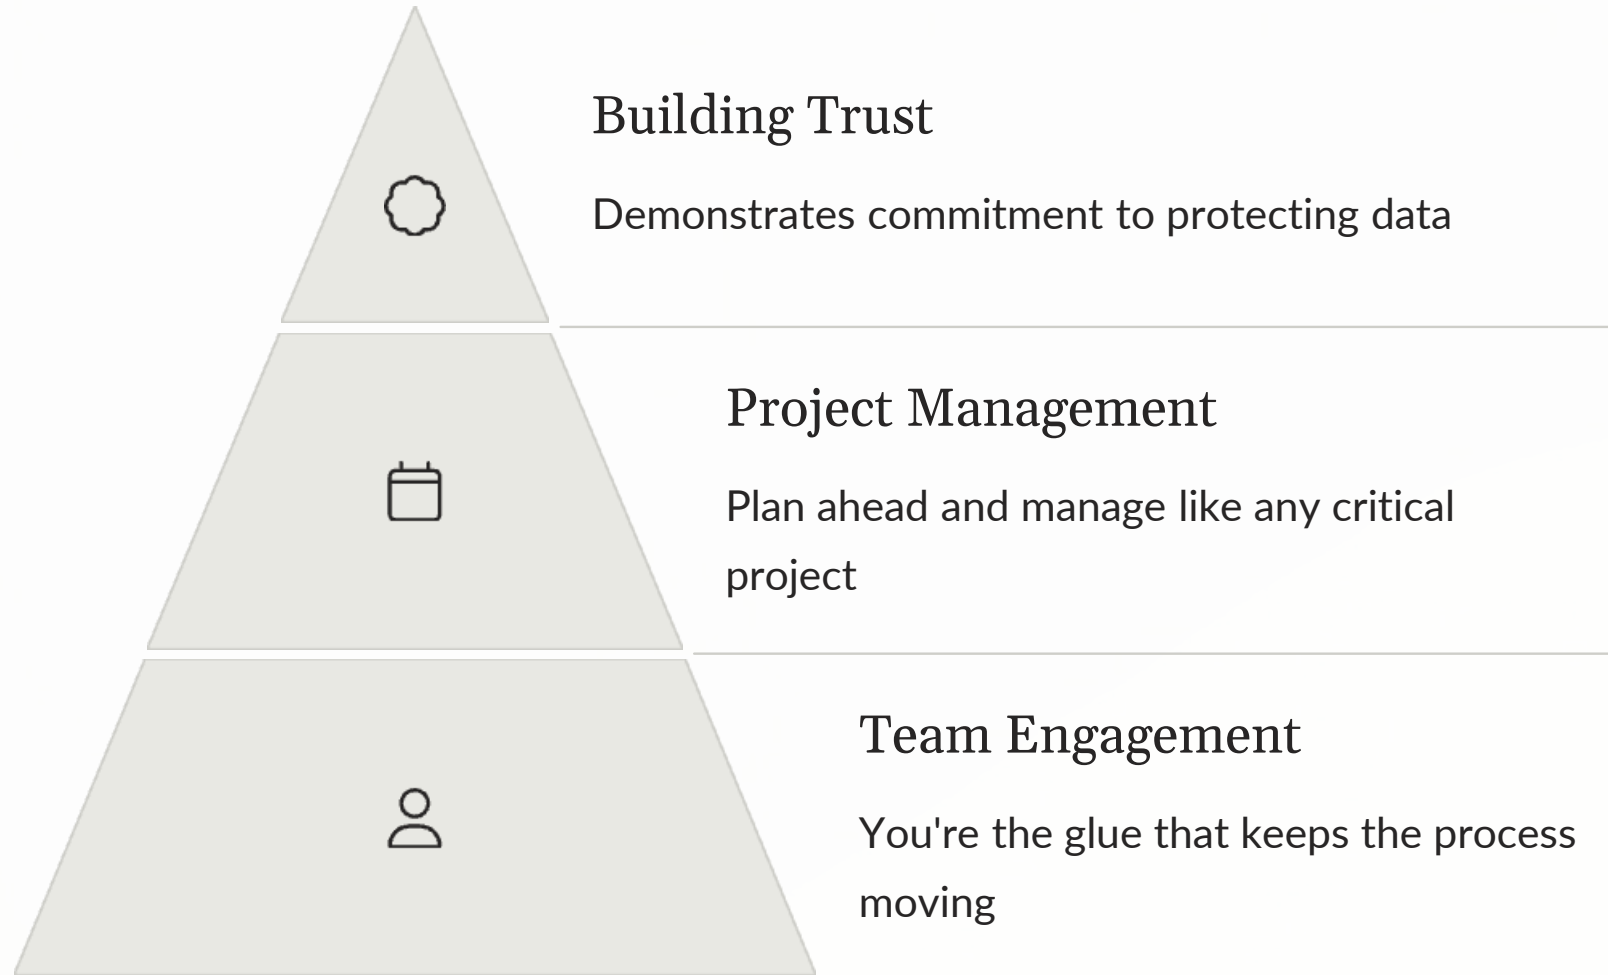 Building Trust
Demonstrates commitment to protecting data
Project Management
Plan ahead and manage like any critical
project
Team Engagement
You're the glue that keeps the process
moving